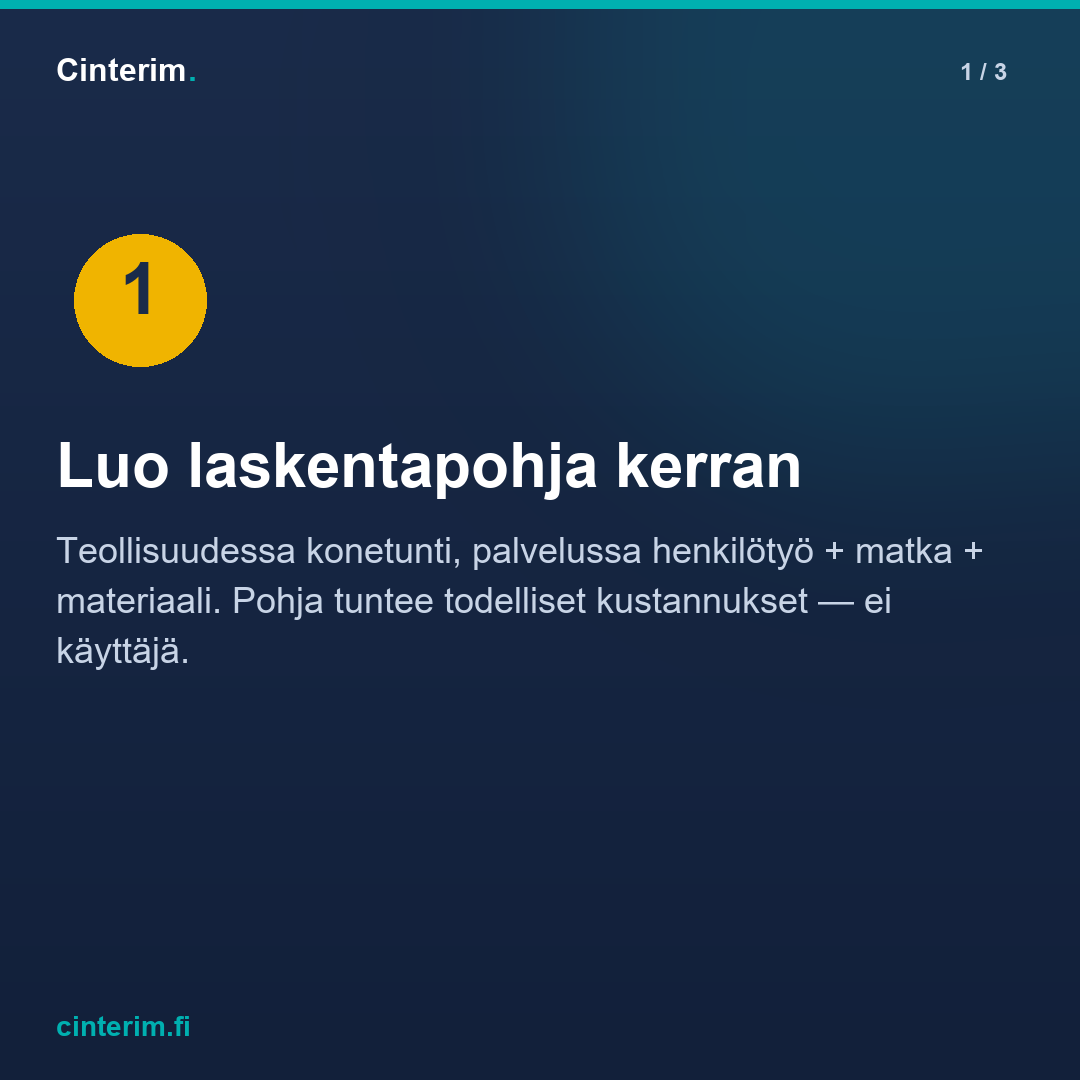 Cinterim.
1 / 3
1
Luo laskentapohja kerran
Teollisuudessa konetunti, palvelussa henkilötyö + matka +
materiaali. Pohja tuntee todelliset kustannukset — ei
käyttäjä.
cinterim.fi